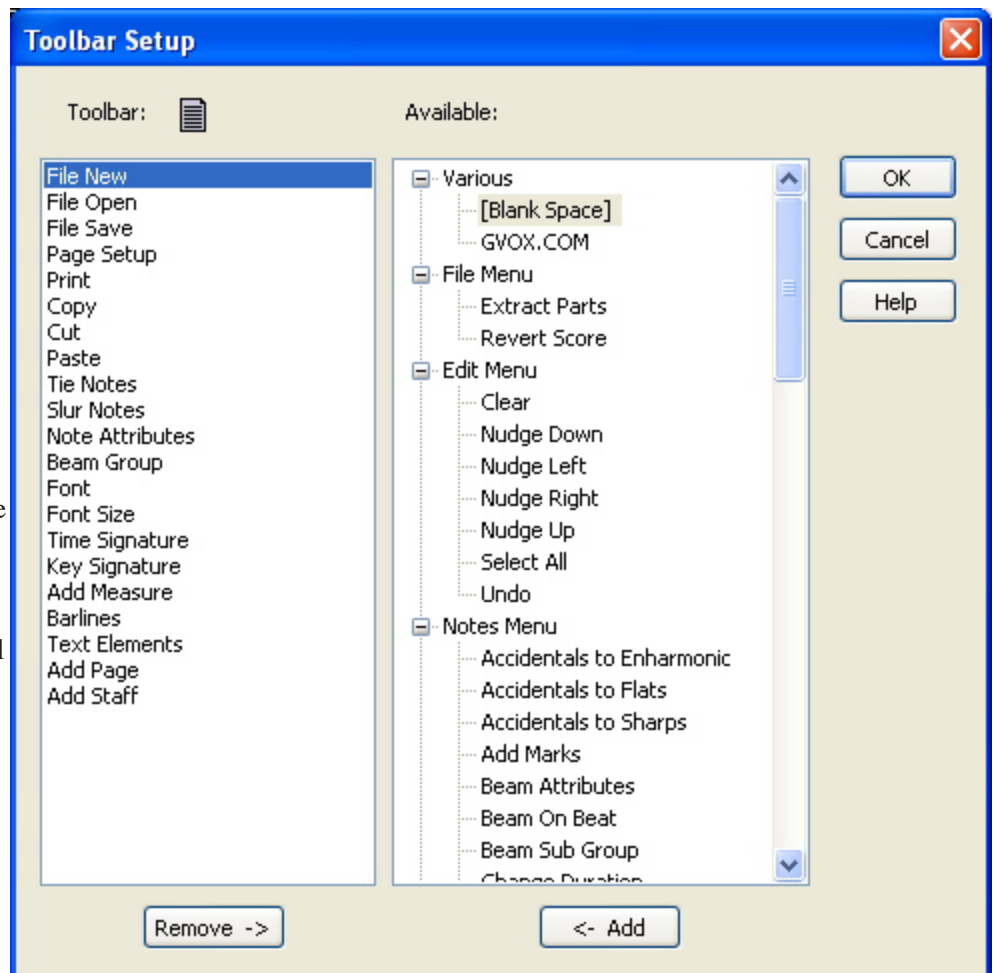 Toolbar Setup
Toolbar:
Available:
File New
File Open
File Save
Page Setup
Print
Copy
Cut
Paste
Tie Notes
Slur Notes
Note Attributes
Beam Group
Font
Font Size
Time Signature
Key Signature
Add Measure
Barlines
Text Elements
Add Page
Add Staff
Various
[Blank Space]
GVOX.COM
File Menu
Extract Parts
Revert Score
Edit Menu
Clear
Nudge Down
Nudge Left
Nudge Right
Nudge Up
Select All
Undo
Notes Menu
Accidentals to Enharmonic
Accidentals to Flats
Accidentals to Sharps
Add Marks
Beam Attributes
Beam On Beat
Beam Sub Group
Change Duration
OK
Cancel
Help
Remove ->
<- Add